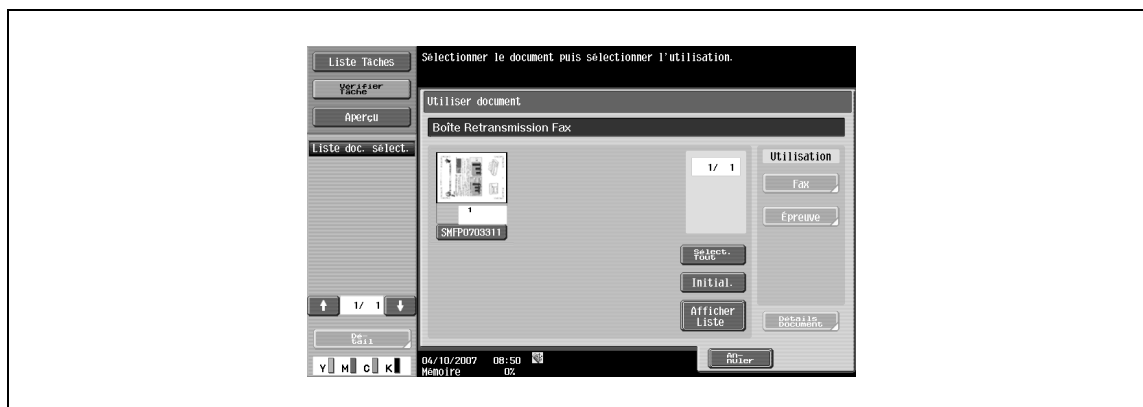 Liste Tâches
Vérifier
Tâche
Aperçu
Liste doc. sélect.
1/ 1
Dé-
tail
Y M C K
Sélectionner le document puis sélectionner l'utilisation.
Utiliser document
Boîte Retransmission Fax
1
SMFP0703311
1/ 1
Sélect.
Tout
Initial.
Afficher
Liste
Utilisation
Fax
Épreuve
Détails
Document
04/10/2007 08:50
Mémoire 0%
An-
nuler